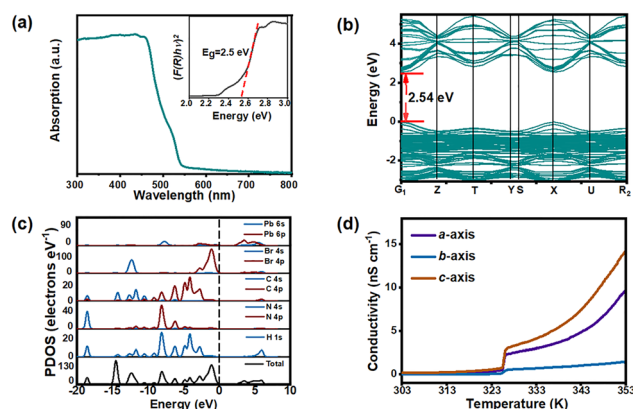 (a)
Absorption (a.u.)
300 400 500 600 700 800
Wavelength (nm)
(F(R)hν)²
Eg=2.5 eV
2.0 2.2 2.4 2.6 2.8 3.0
Energy (eV)
(b)
Energy (eV)
4
2
0
-2
2.54 eV
G₁ Z T Y S X U R₂
(c)
PDOS (electrons eV⁻¹)
90
0
100
0
20
0
40
0
20
0
130
0
Pb 6s
Pb 6p
Br 4s
Br 4p
C 4s
C 4p
N 4s
N 4p
H 1s
Total
-20 -15 -10 -5 0 5 10
Energy (eV)
(d)
Conductivity (nS cm⁻¹)
15
10
5
0
a-axis
b-axis
c-axis
303 313 323 333 343 353
Temperature (K)